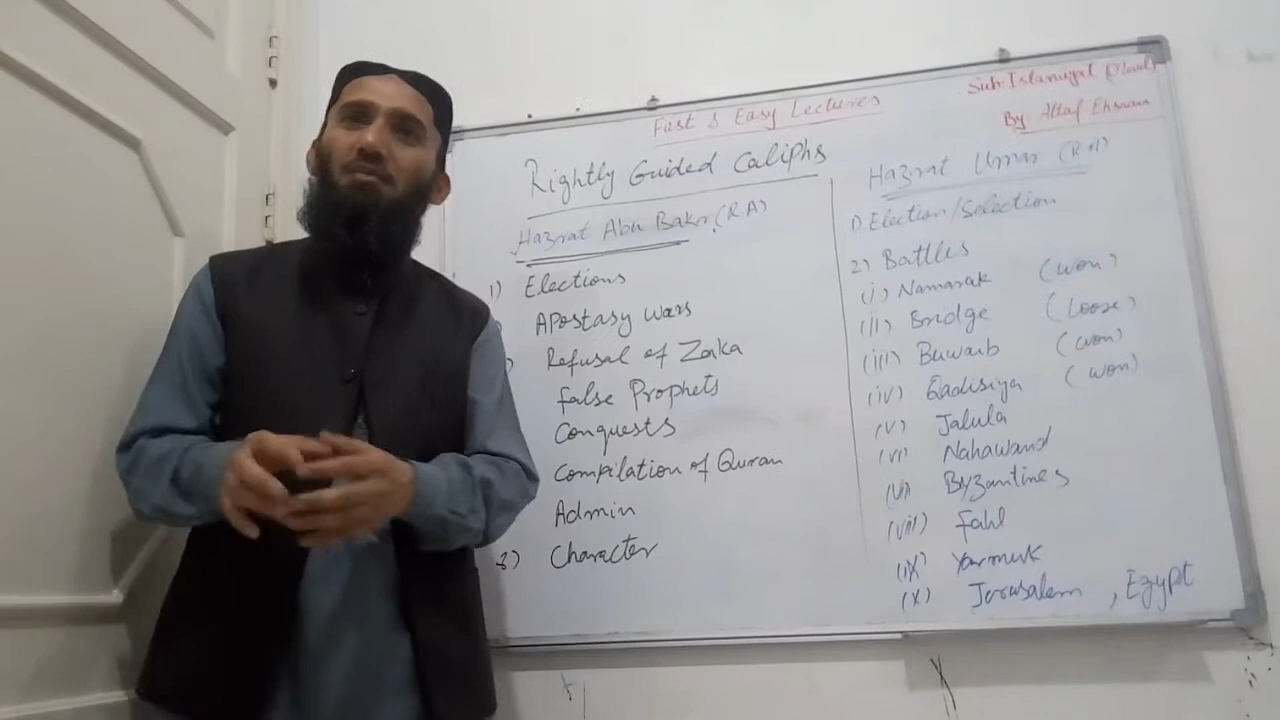 Fast & Easy Lectures
Sub: Islamiyat (O level)
By: Altaf Ehsaan
Rightly Guided Caliphs
Hazrat Abu Bakr (RA)
1) Elections
Apostasy wars
) Refusal of Zaka
False Prophets
Conquests
Compilation of Quran
Admin
8) Character
Hazrat Umar (RA)
1) Election/Selection
2) Battles
(i) Namarak (won)
(ii) Bridge (Loose)
(iii) Buwaib (won)
(iv) Qadisiya (won)
(v) Jalula
(vi) Nahawand
(vi) Byzantines
(viii) Fahl
(ix) Yarmuk
(x) Jerusalem , Egypt